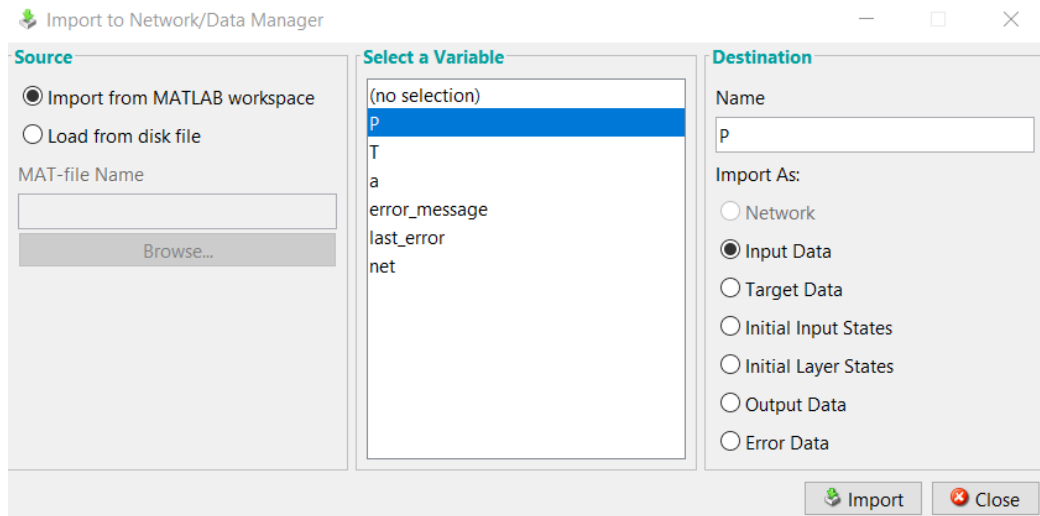 Import to Network/Data Manager
Source
Import from MATLAB workspace
Load from disk file
MAT-file Name
Browse...
Select a Variable
(no selection)
P
T
a
error_message
last_error
net
Destination
Name
P
Import As:
Network
Input Data
Target Data
Initial Input States
Initial Layer States
Output Data
Error Data
Import
Close